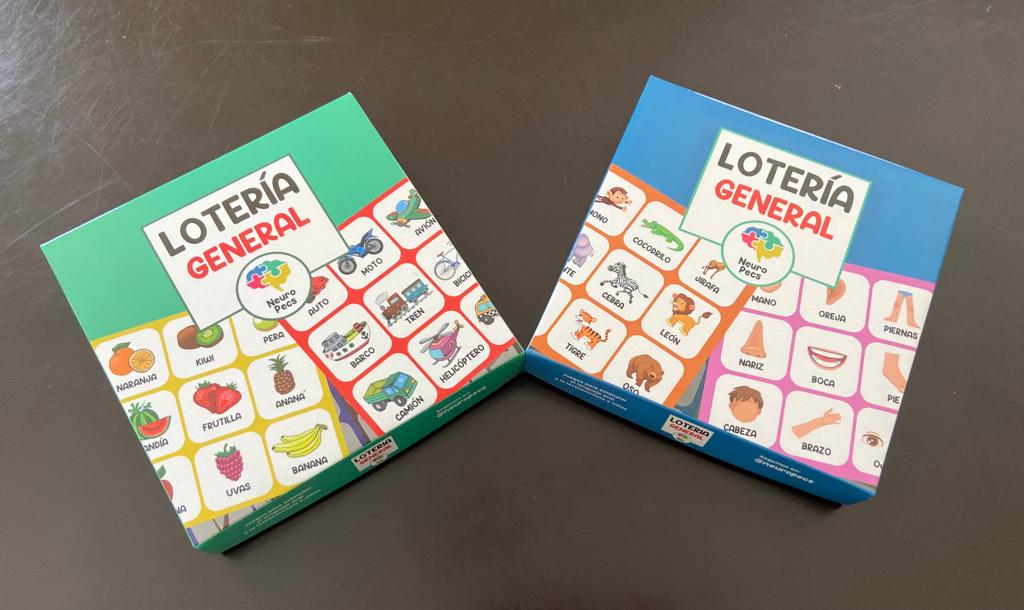 LOTERÍA
GENERAL
Neuro
Pecs
AVIÓN
MOTO
AUTO
TREN
BARCO
HELICÓPTERO
CAMIÓN
PERA
KIWI
NARANJA
ANANÁ
FRUTILLA
BANANA
UVAS
LOTERÍA
GENERAL
@neuropecs
LOTERÍA
GENERAL
Neuro
Pecs
COCODRILO
JIRAFA
CEBRA
LEÓN
TIGRE
OSO
MANO
OREJA
PIERNAS
NARIZ
BOCA
CABEZA
BRAZO
LOTERÍA
GENERAL
Seguinos en:
@neuropecs